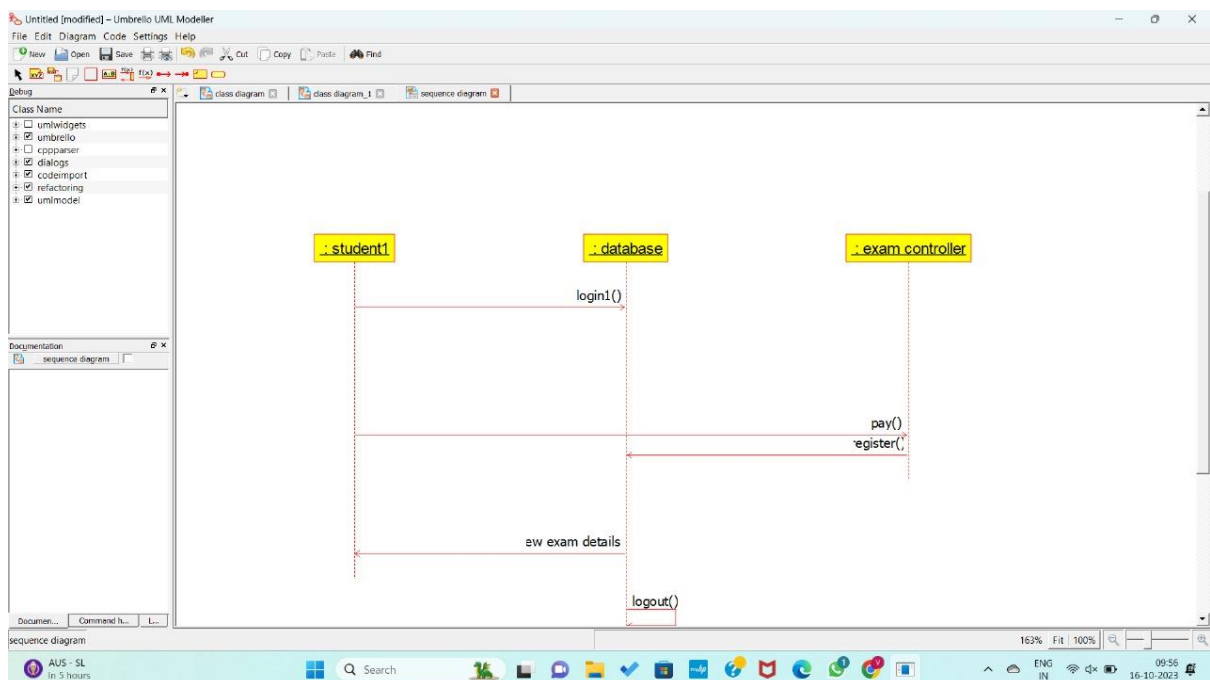 Untitled [modified] – Umbrello UML Modeller
File Edit Diagram Code Settings Help
New Open Save Cut Copy Paste Find
Debug
class diagram class diagram_1 sequence diagram
Class Name
umlwidgets
umbrello
cppparser
dialogs
codeimport
refactoring
umlmodel
: student1 : database : exam controller
login1()
Documentation
sequence diagram
pay()
egister()
ew exam details
logout()
Documen... Command h... L...
sequence diagram 163% Fit 100%
AUS - SL
In 5 hours
Search
ENG
IN
09:56
16-10-2023